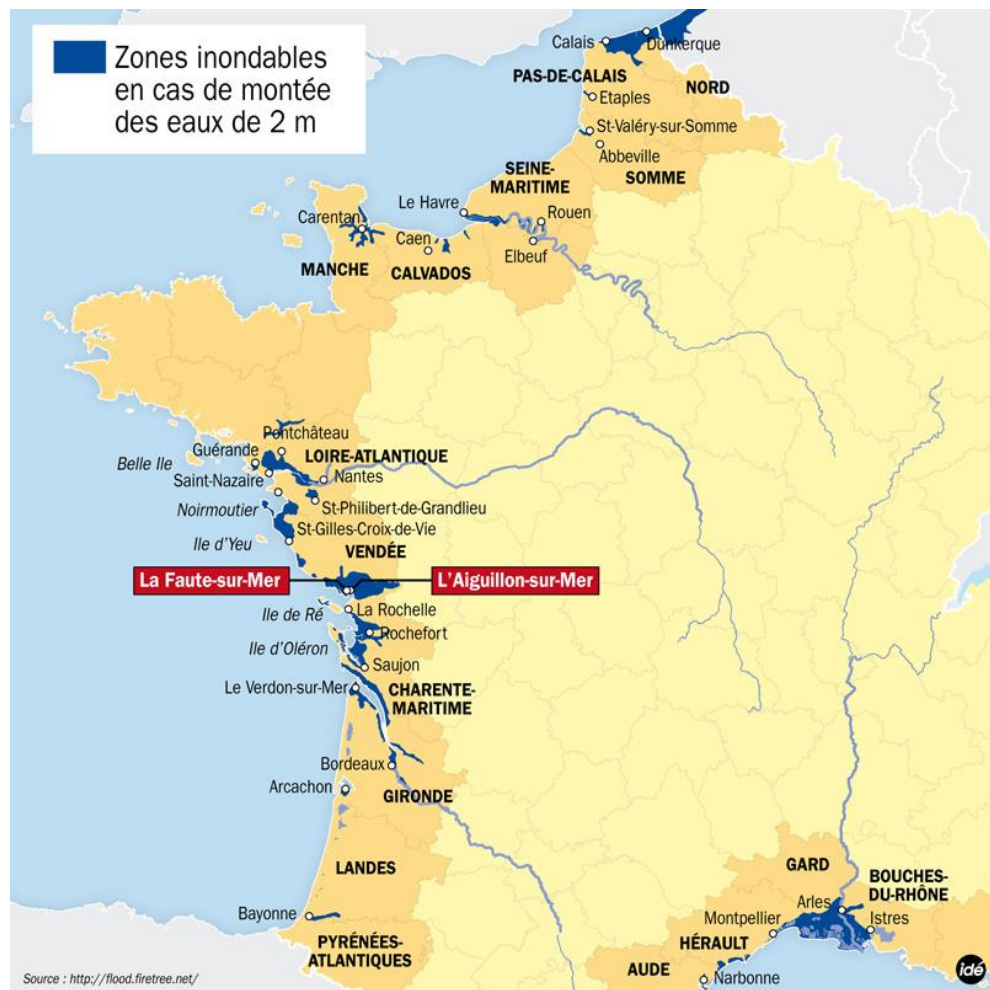 Zones inondables
en cas de montée
des eaux de 2 m
Calais
Dunkerque
PAS-DE-CALAIS
NORD
Etaples
St-Valéry-sur-Somme
Abbeville
SOMME
SEINE-
MARITIME
Le Havre
Rouen
Elbeuf
Carentan
Caen
MANCHE
CALVADOS
Pontchâteau
Guérande
LOIRE-ATLANTIQUE
Belle Ile
Saint-Nazaire
Nantes
Noirmoutier
St-Philibert-de-Grandlieu
St-Gilles-Croix-de-Vie
Ile d'Yeu
VENDÉE
La Faute-sur-Mer
L'Aiguillon-sur-Mer
Ile de Ré
La Rochelle
Rochefort
Ile d'Oléron
Saujon
Le Verdon-sur-Mer
CHARENTE-
MARITIME
Bordeaux
Arcachon
GIRONDE
LANDES
GARD
BOUCHES-
DU-RHÔNE
Bayonne
Arles
Montpellier
Istres
PYRÉNÉES-
ATLANTIQUES
HÉRAULT
AUDE
Narbonne
Source : http://flood.firetree.net/
idé